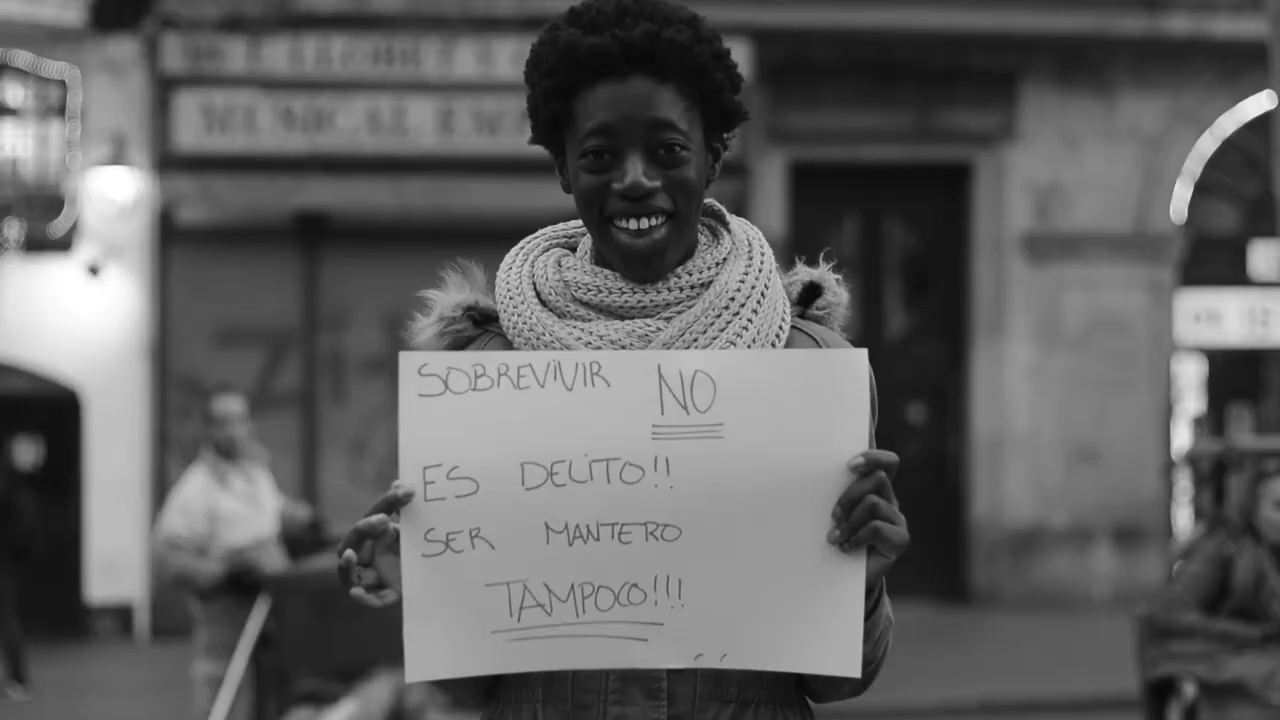 SOBREVIVIR NO
ES DELITO!!
SER MANTERO
TAMPOCO!!!